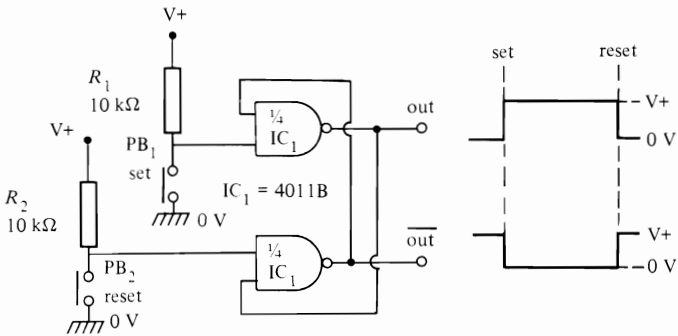 V+
R1
10 kΩ
PB1
set
0 V
¼
IC1
out
IC1 = 4011B
V+
R2
10 kΩ
PB2
reset
0 V
¼
IC1
out
set
reset
V+
0 V
V+
0 V